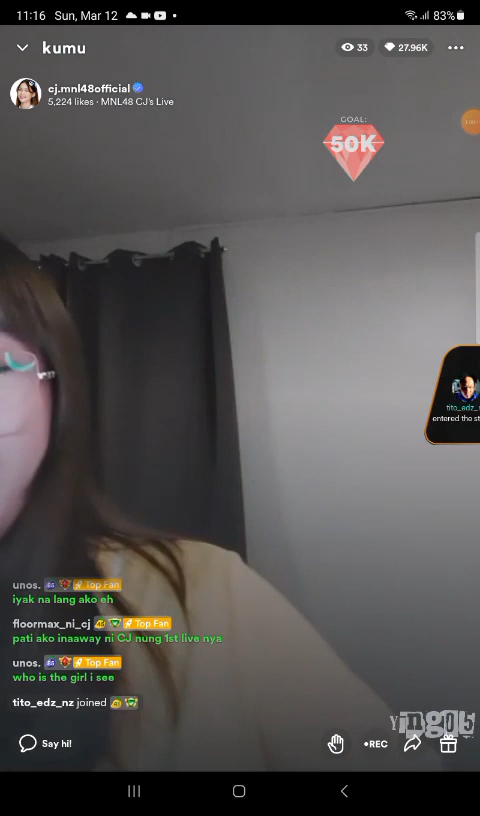 11:16 Sun, Mar 12 83%
kumu 33 27.96K
cj.mnl48official
5,224 likes · MNL48 CJ's Live
GOAL:
50K
tito_edz_
entered the st
unos. Top Fan
iyak na lang ako eh
floormax_ni_cj Top Fan
pati ako inaaway ni CJ nung 1st live nya
unos. Top Fan
who is the girl i see
tito_edz_nz joined
Yingo15
Say hi! •REC